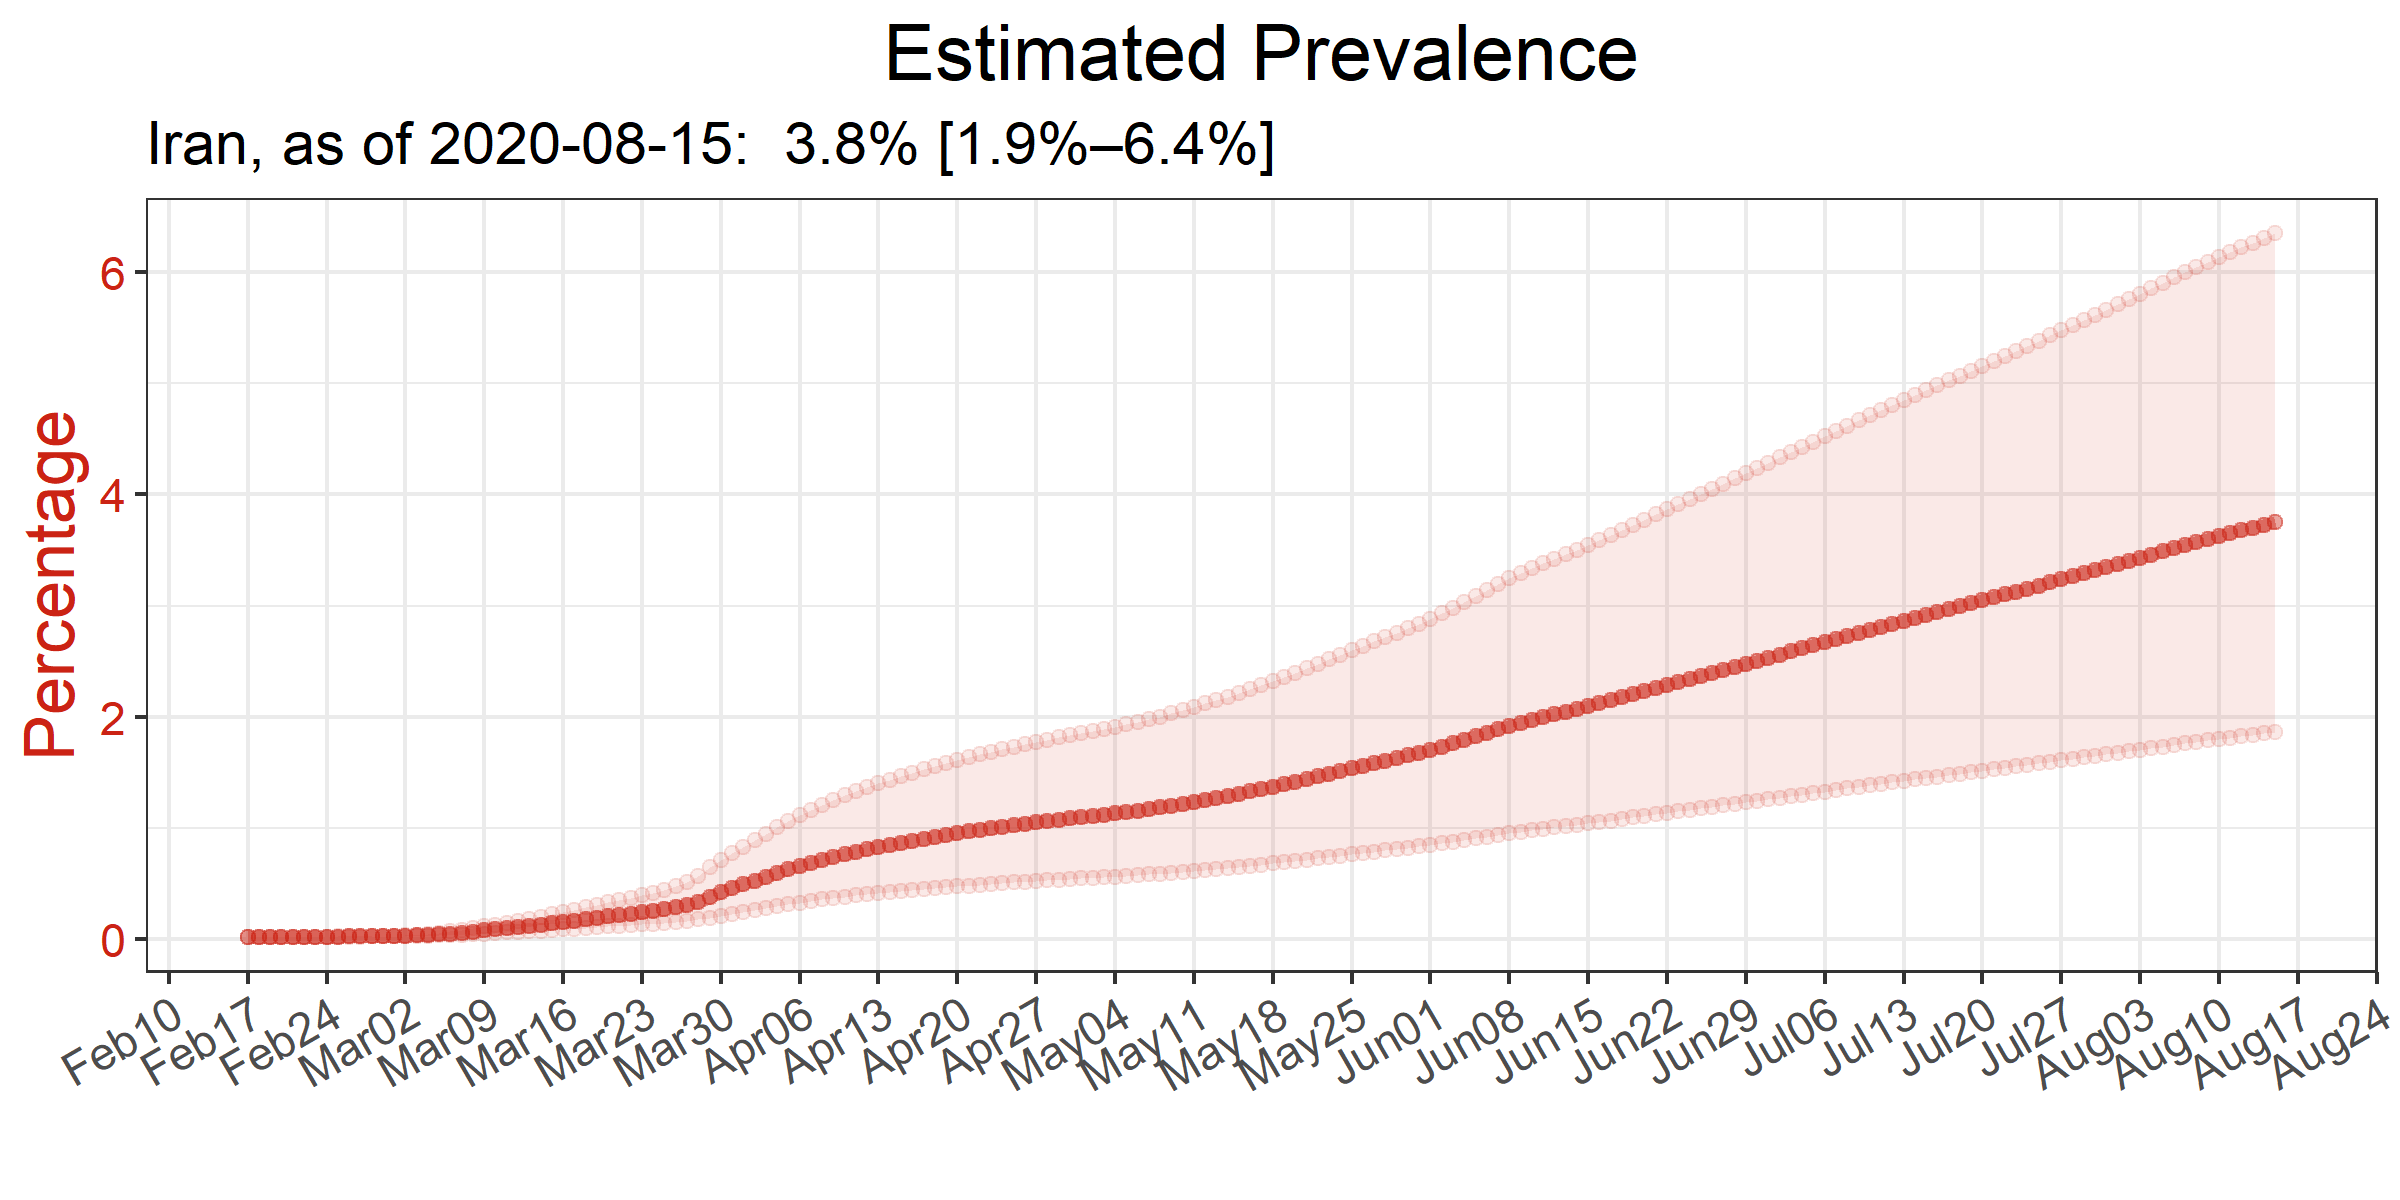 Estimated Prevalence
Iran, as of 2020-08-15:  3.8% [1.9%–6.4%]
Percentage
6
4
2
0
Feb10
Feb17
Feb24
Mar02
Mar09
Mar16
Mar23
Mar30
Apr06
Apr13
Apr20
Apr27
May04
May11
May18
May25
Jun01
Jun08
Jun15
Jun22
Jun29
Jul06
Jul13
Jul20
Jul27
Aug03
Aug10
Aug17
Aug24